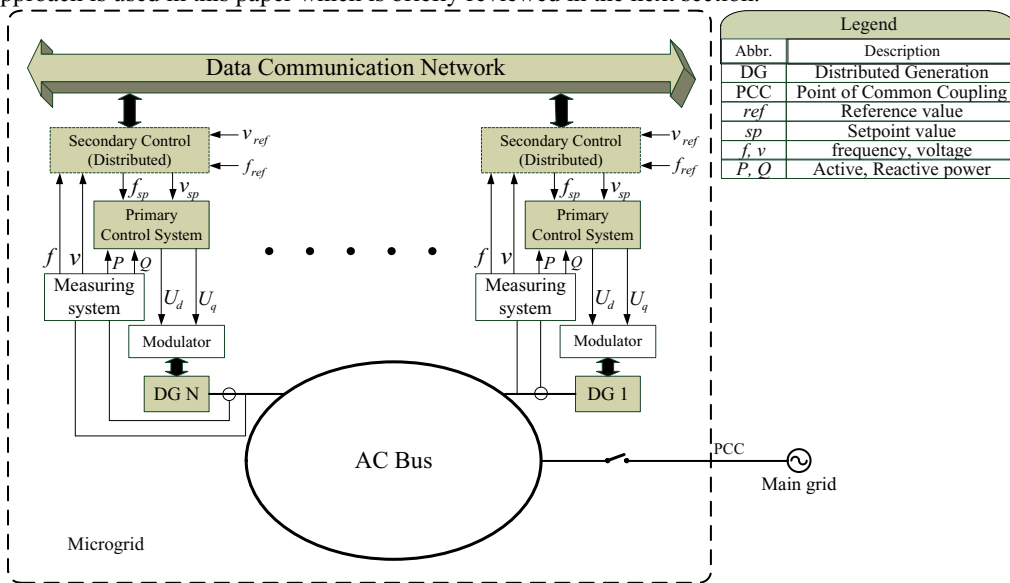 approach is used in this paper which is briefly reviewed in the next section.
Data Communication Network
Secondary Control
(Distributed)
v_ref
f_ref
f_sp
v_sp
Primary
Control System
f
v
P
Q
Measuring
system
U_d
U_q
Modulator
DG N
Secondary Control
(Distributed)
v_ref
f_ref
f_sp
v_sp
Primary
Control System
f
v
P
Q
Measuring
system
U_d
U_q
Modulator
DG 1
AC Bus
PCC
Main grid
Microgrid
Legend
Abbr. Description
DG Distributed Generation
PCC Point of Common Coupling
ref Reference value
sp Setpoint value
f, v frequency, voltage
P, Q Active, Reactive power